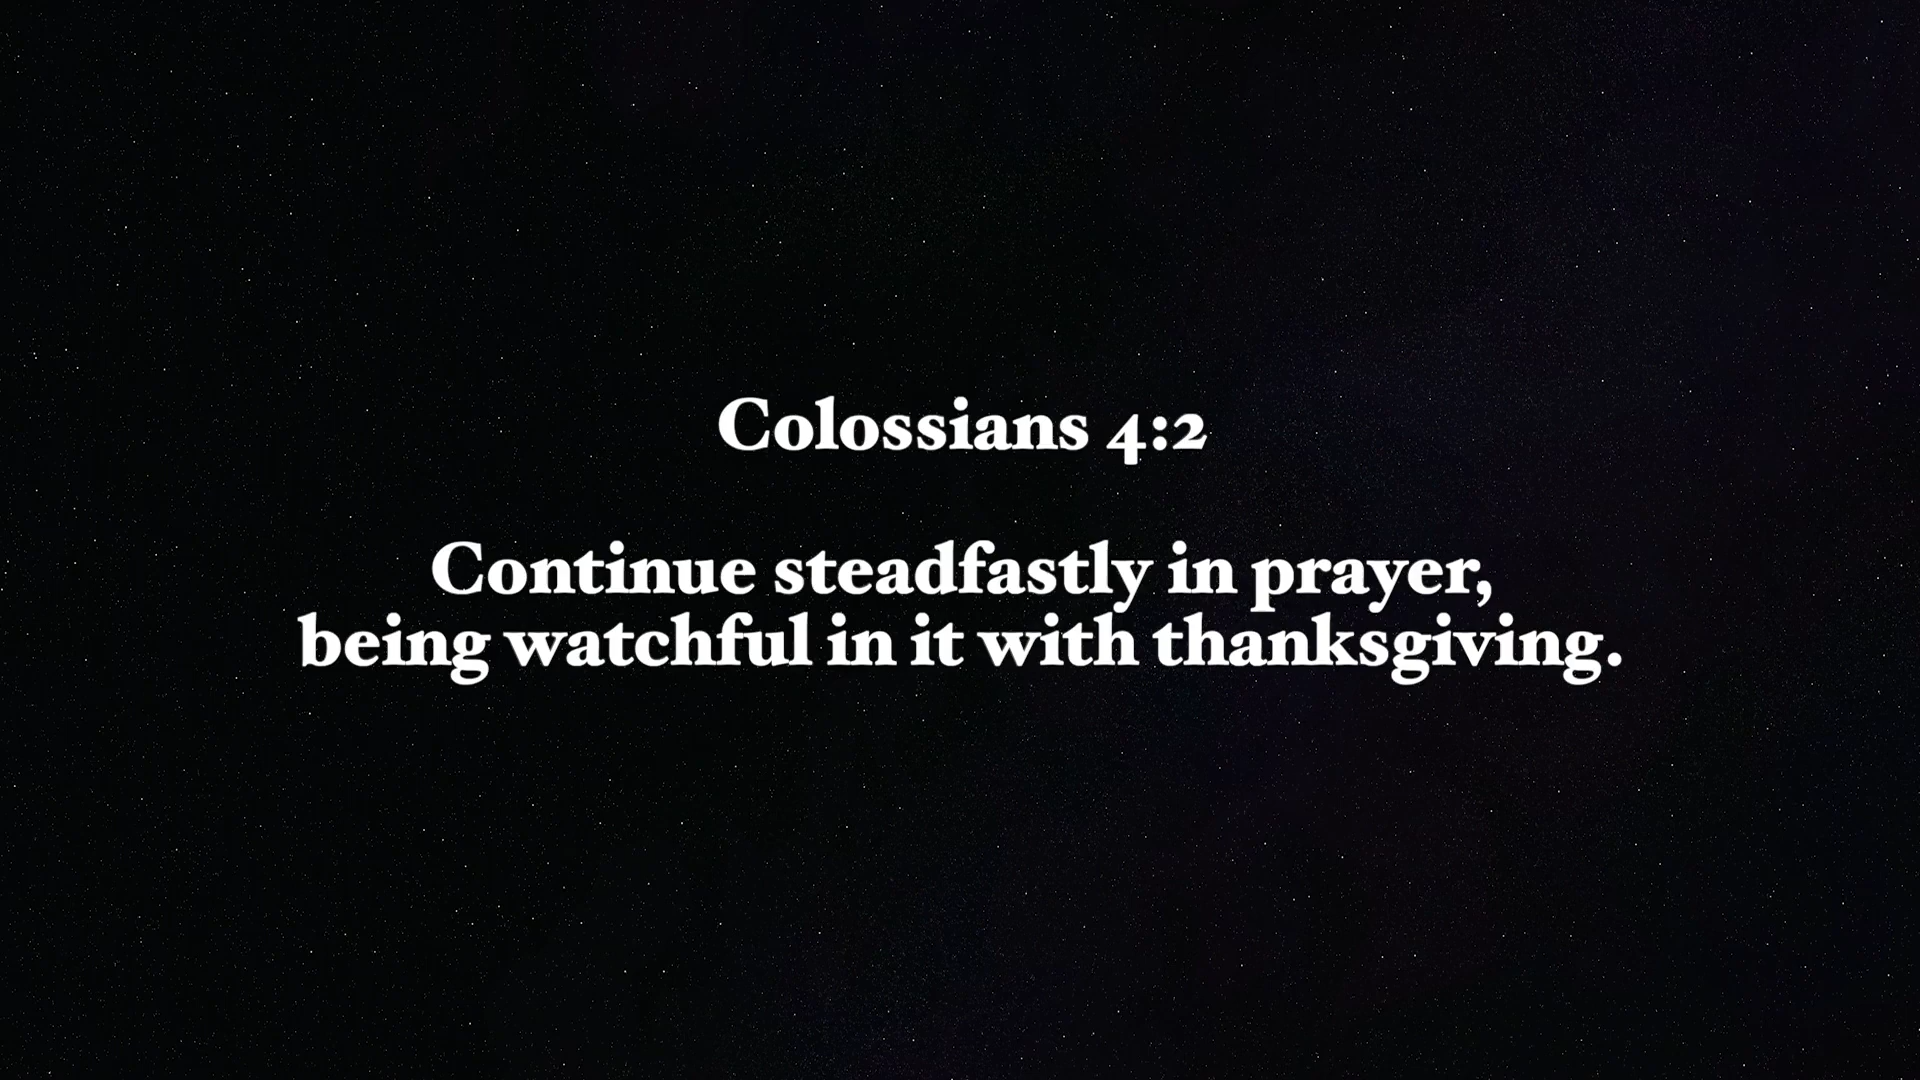 Colossians 4:2
Continue steadfastly in prayer,
being watchful in it with thanksgiving.